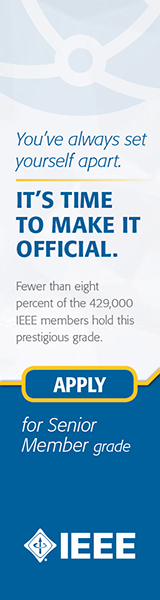 You've always set
yourself apart.
IT'S TIME
TO MAKE IT
OFFICIAL.
Fewer than eight
percent of the 429,000
IEEE members hold this
prestigious grade.
APPLY
for Senior
Member grade
IEEE